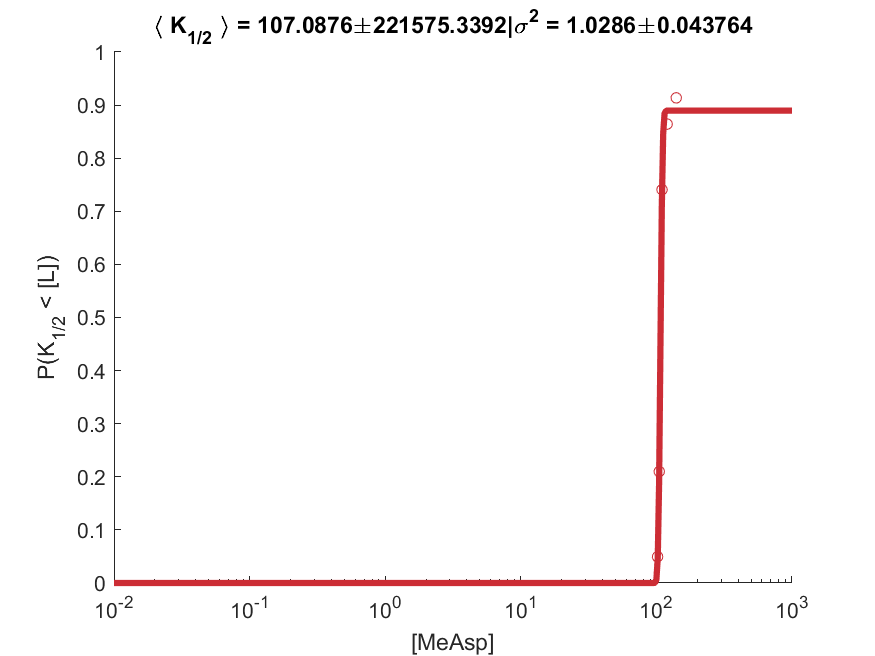 ⟨ K1/2 ⟩ = 107.0876±221575.3392|σ2 = 1.0286±0.043764
1
0.9
0.8
0.7
0.6
0.5
0.4
0.3
0.2
0.1
0
P(K1/2 < [L])
10-2 10-1 100 101 102 103
[MeAsp]